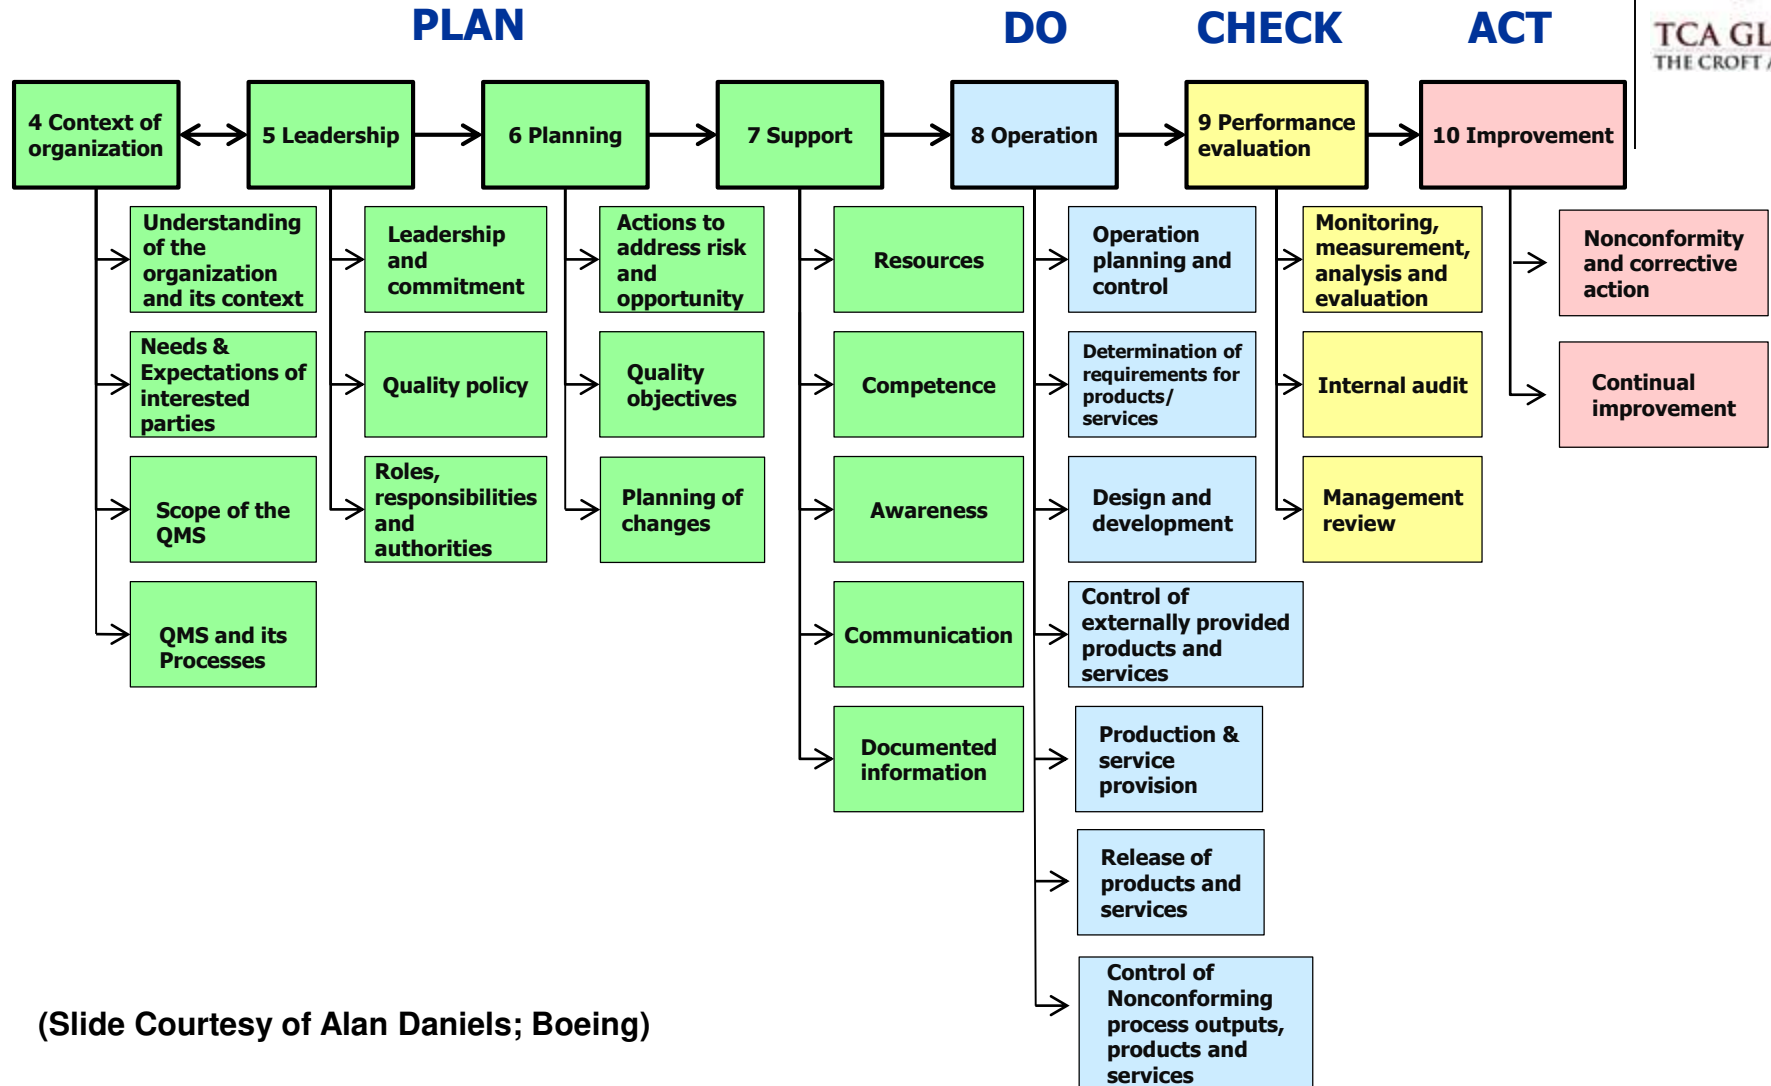 PLAN
DO
CHECK
ACT
TCA GL
THE CROFT
4 Context of
organization
5 Leadership
6 Planning
7 Support
8 Operation
9 Performance
evaluation
10 Improvement
Understanding
of the
organization
and its context
Needs &
Expectations of
interested
parties
Scope of the
QMS
QMS and its
Processes
Leadership
and
commitment
Quality policy
Roles,
responsibilities
and
authorities
Actions to
address risk
and
opportunity
Quality
objectives
Planning of
changes
Resources
Competence
Awareness
Communication
Documented
information
Operation
planning and
control
Determination of
requirements for
products/
services
Design and
development
Control of
externally provided
products and
services
Production &
service
provision
Release of
products and
services
Control of
Nonconforming
process outputs,
products and
services
Monitoring,
measurement,
analysis and
evaluation
Internal audit
Management
review
Nonconformity
and corrective
action
Continual
improvement
(Slide Courtesy of Alan Daniels; Boeing)